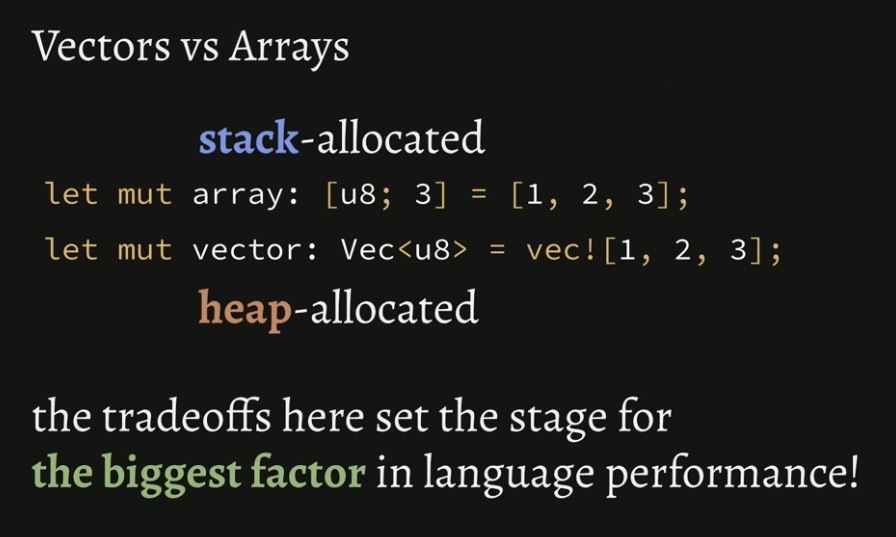 Vectors vs Arrays
stack-allocated
let mut array: [u8; 3] = [1, 2, 3];
let mut vector: Vec<u8> = vec![1, 2, 3];
heap-allocated
the tradeoffs here set the stage for
the biggest factor in language performance!